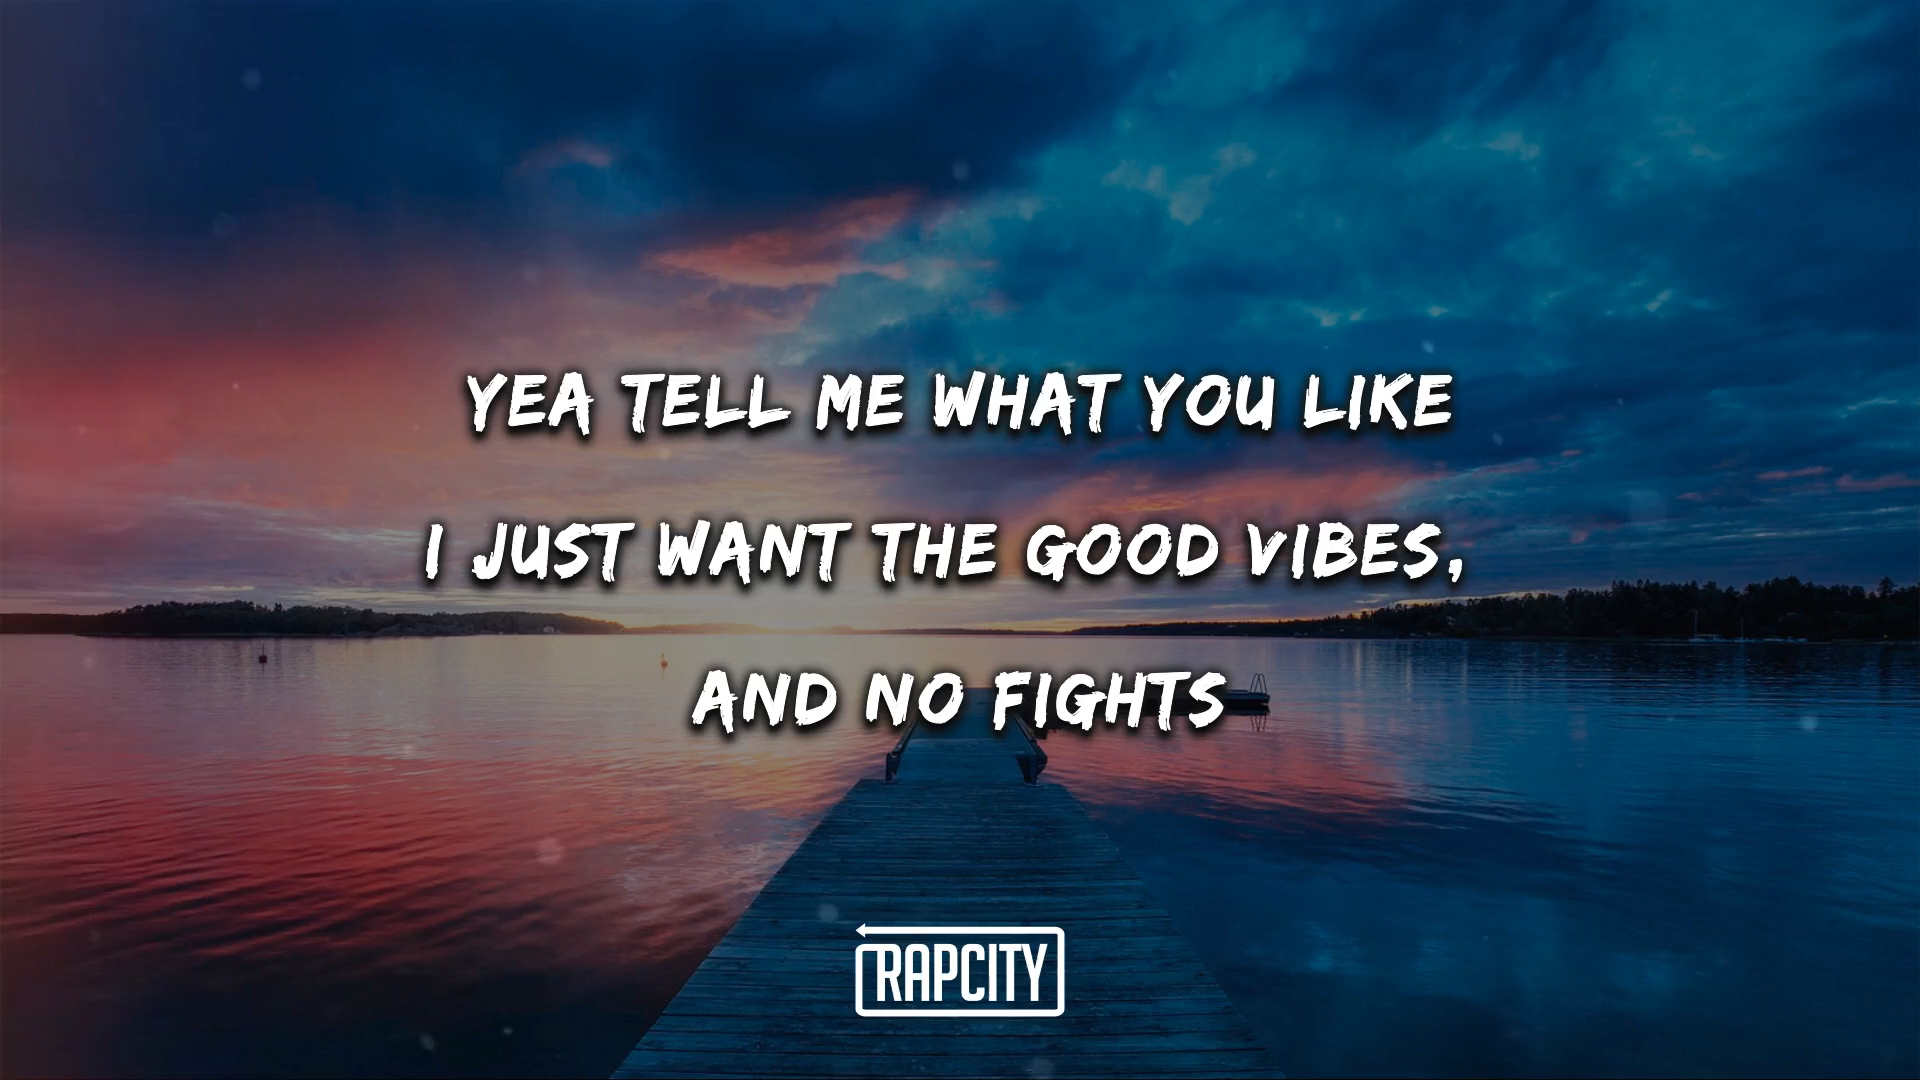 YEA TELL ME WHAT YOU LIKE
I JUST WANT THE GOOD VIBES,
AND NO FIGHTS
RAPCITY